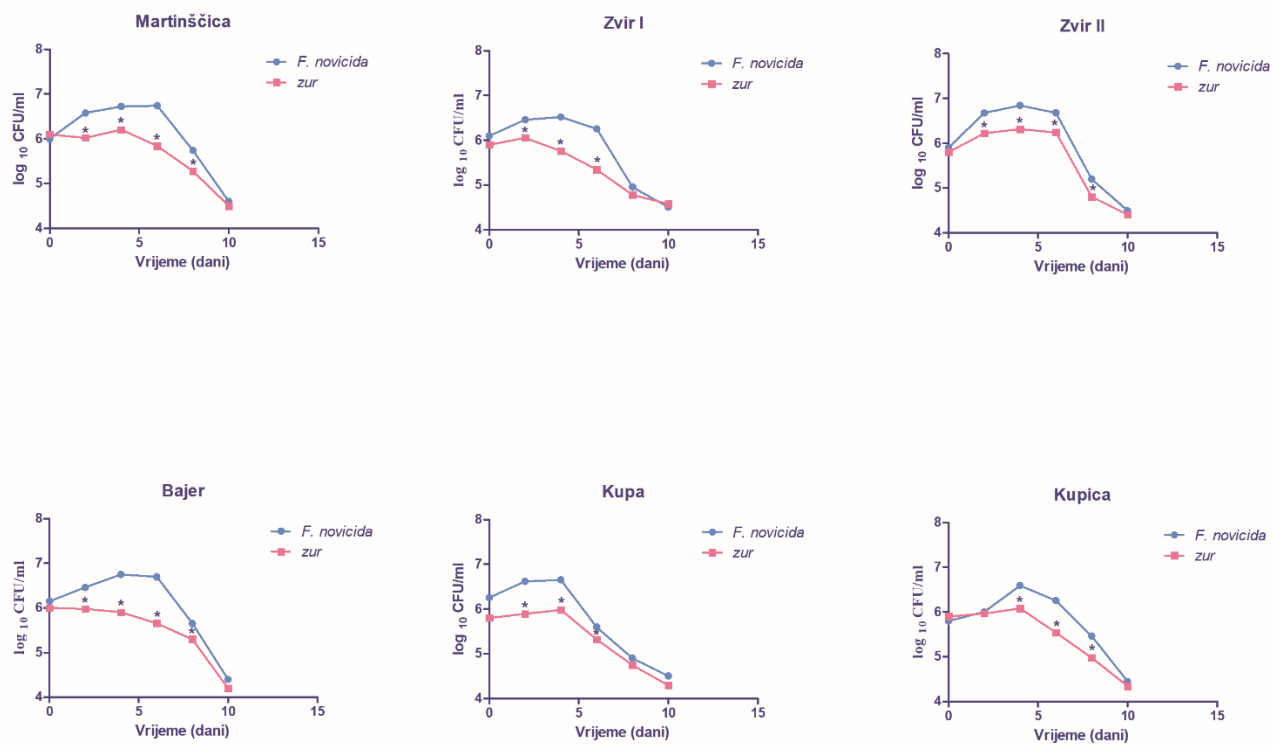 Martinščica
F. novicida
zur
log 10 CFU/ml
8
7
6
5
4
0
5
10
15
*
*
*
*
Vrijeme (dani)
Zvir I
F. novicida
zur
log 10 CFU/ml
8
7
6
5
4
0
5
10
15
*
*
*
Vrijeme (dani)
Zvir II
F. novicida
zur
log 10 CFU/ml
8
7
6
5
4
0
5
10
15
*
*
*
*
Vrijeme (dani)
Bajer
F. novicida
zur
log 10 CFU/ml
8
7
6
5
4
0
5
10
15
*
*
*
*
Vrijeme (dani)
Kupa
F. novicida
zur
log 10 CFU/ml
8
7
6
5
4
0
5
10
15
*
*
*
Vrijeme (dani)
Kupica
F. novicida
zur
log 10 CFU/ml
8
7
6
5
4
0
5
10
15
*
*
*
Vrijeme (dani)